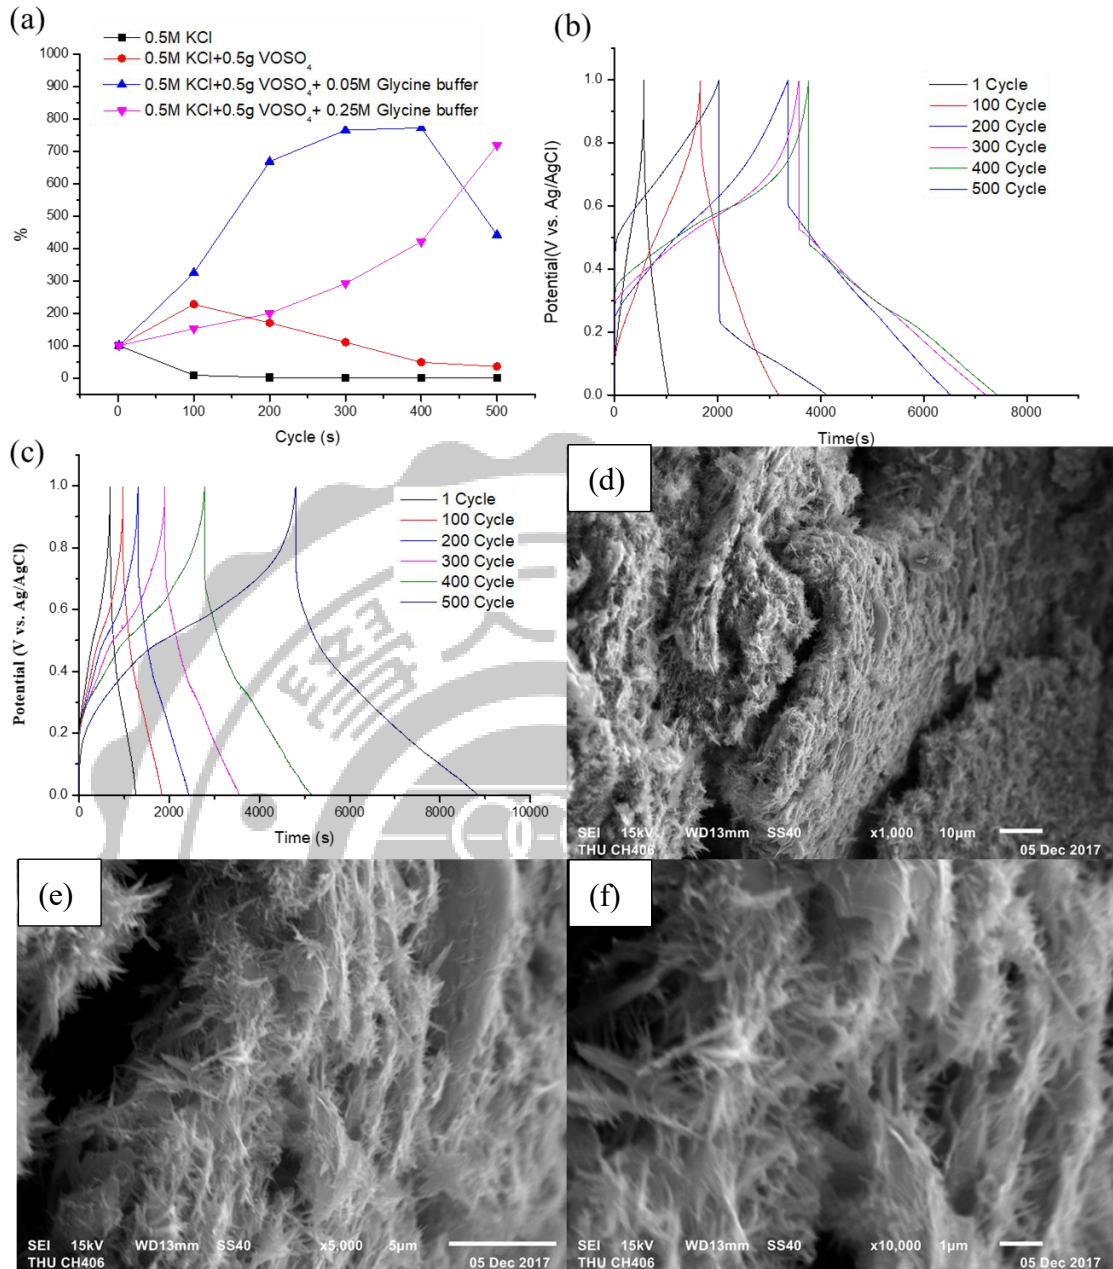 (a)
0.5M KCl
0.5M KCl+0.5g VOSO4
0.5M KCl+0.5g VOSO4+ 0.05M Glycine buffer
0.5M KCl+0.5g VOSO4+ 0.25M Glycine buffer
1000
900
800
700
600
500
400
300
200
100
0
%
0 100 200 300 400 500
Cycle (s)
(b)
1 Cycle
100 Cycle
200 Cycle
300 Cycle
400 Cycle
500 Cycle
1.0
0.8
0.6
0.4
0.2
0.0
Potential(V vs. Ag/AgCl)
0 2000 4000 6000 8000
Time(s)
(c)
1 Cycle
100 Cycle
200 Cycle
300 Cycle
400 Cycle
500 Cycle
1.0
0.8
0.6
0.4
0.2
0.0
Potential (V vs. Ag/AgCl)
0 2000 4000 6000 8000 10000
Time (s)
(d)
SEI 15kV WD13mm SS40 x1,000 10µm
THU CH406 05 Dec 2017
(e)
SEI 15kV WD13mm SS40 x5,000 5µm
THU CH406 05 Dec 2017
(f)
SEI 15kV WD13mm SS40 x10,000 1µm
THU CH406 05 Dec 2017